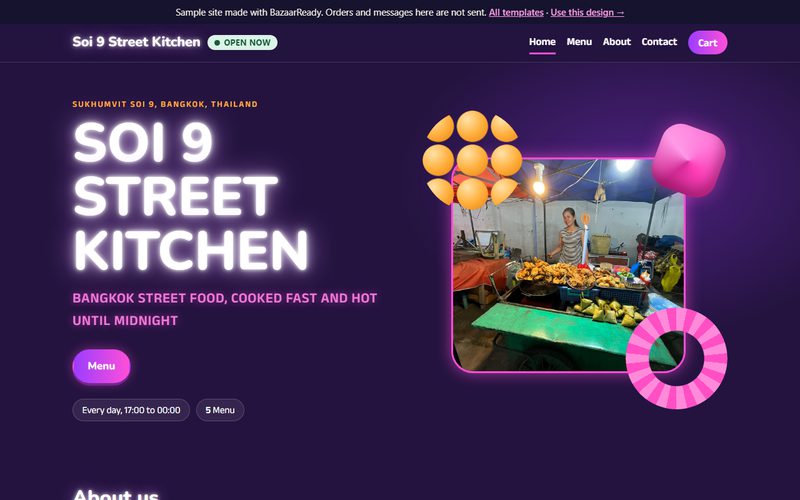 Sample site made with BazaarReady. Orders and messages here are not sent. All templates · Use this design →
Soi 9 Street Kitchen
OPEN NOW
Home Menu About Contact Cart
SUKHUMVIT SOI 9, BANGKOK, THAILAND
SOI 9
STREET
KITCHEN
BANGKOK STREET FOOD, COOKED FAST AND HOT
UNTIL MIDNIGHT
Menu
Every day, 17:00 to 00:00
5 Menu
About us